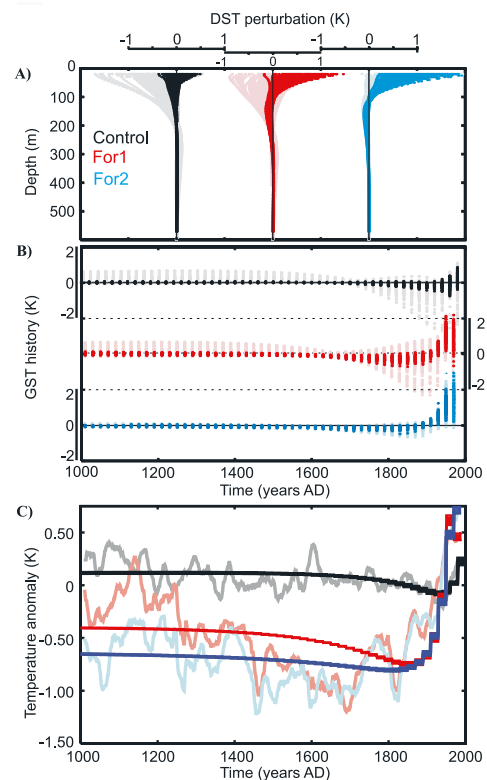 DST perturbation (K)
-1 0 1 -1 0 1
-1 0 1
A)
0
100
200
300
400
500
Depth (m)
Control
For1
For2
B)
2
0
-2
2
0
-2
2
0
-2
GST history (K)
1000 1200 1400 1600 1800 2000
Time (years AD)
C)
0.50
0
-0.50
-1.00
-1.50
Temperature anomaly (K)
1000 1200 1400 1600 1800 2000
Time (years AD)